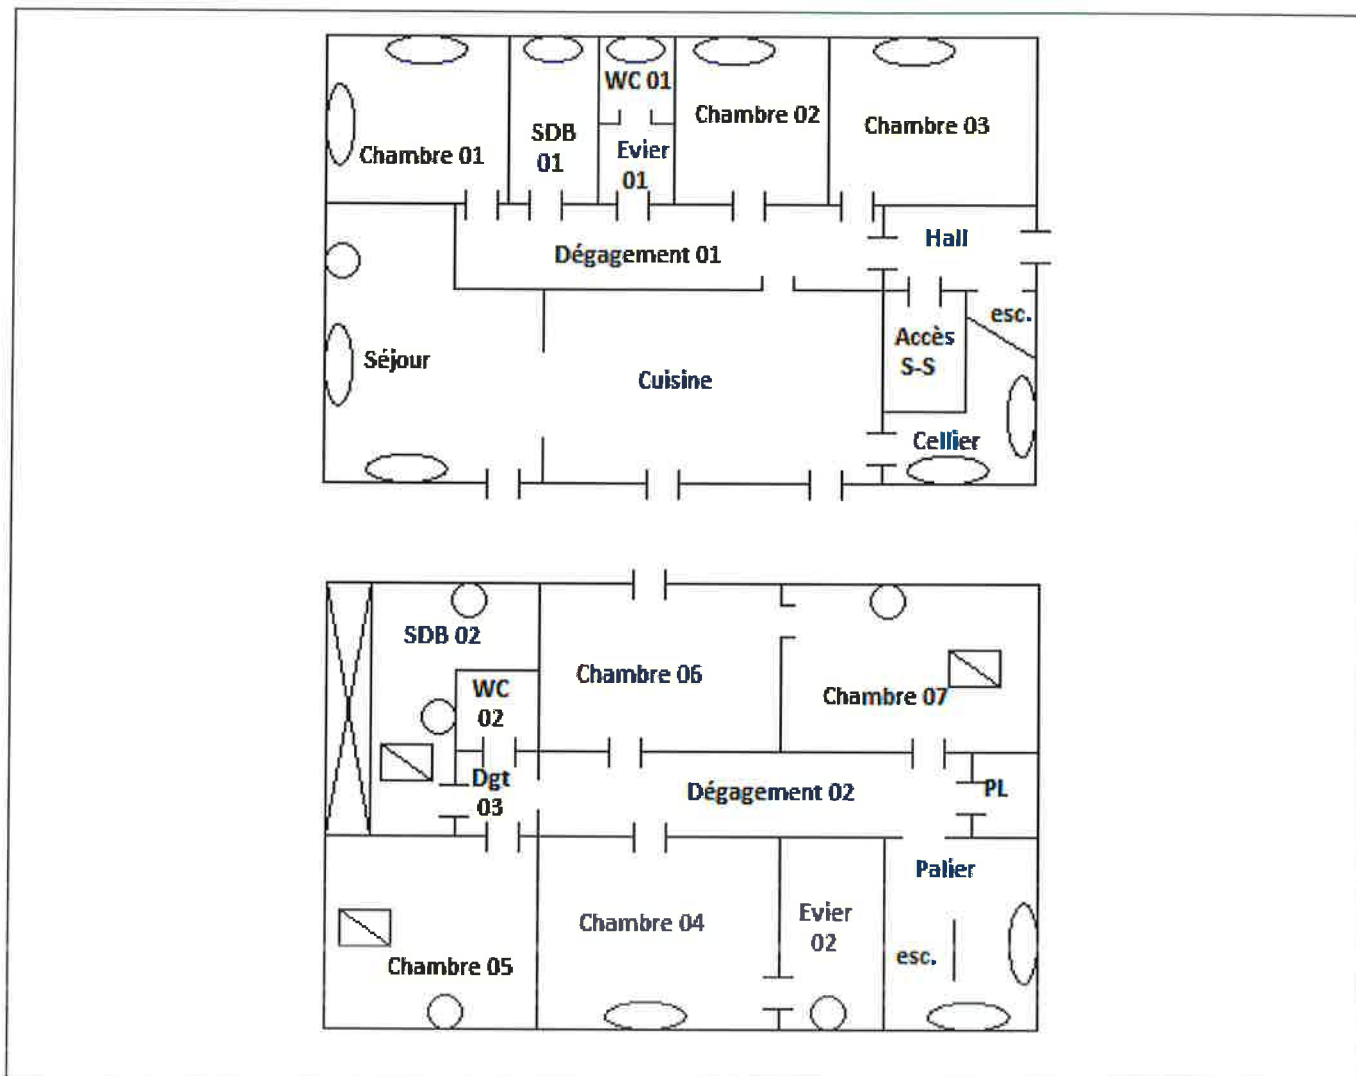 WC 01
Chambre 02
Chambre 03
SDB
01
Chambre 01
Evier
01
Hall
Dégagement 01
esc.
Accès
S-S
Séjour
Cuisine
Cellier
SDB 02
Chambre 06
WC
02
Chambre 07
Dgt
03
Dégagement 02
PL
Palier
Chambre 04
Evier
02
esc.
Chambre 05